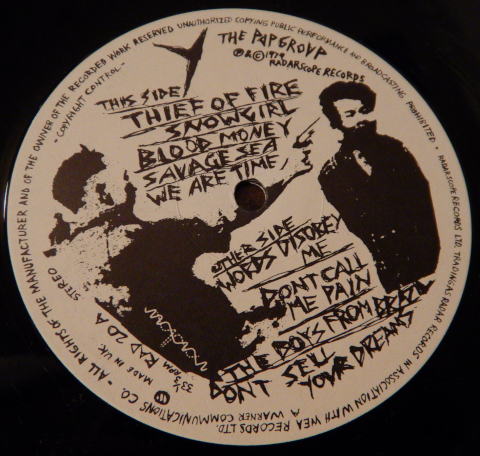 ALL RIGHTS OF THE MANUFACTURER AND OF THE OWNER OF THE RECORDED WORK RESERVED UNAUTHORIZED COPYING PUBLIC PERFORMANCE AND BROADCASTING PROHIBITED • RADARSCOPE RECORDS LTD. TRADING AS RADAR RECORDS IN ASSOCIATION WITH WEA RECORDS LTD.
A WARNER COMMUNICATIONS CO. -
- COPYRIGHT CONTROL -
THE POP GROUP
℗ & © 1979
RADARSCOPE RECORDS
THIS SIDE
THIEF OF FIRE
SNOWGIRL
BLOOD MONEY
SAVAGE SEA
WE ARE TIME,
OTHER SIDE
WORDS DISOBEY
ME
DONT CALL
ME PAIN
THE BOYS FROM BRAZIL
DONT SELL
YOUR DREAMS
STEREO
RAD 20 A
33⅓ RPM
MADE IN UK